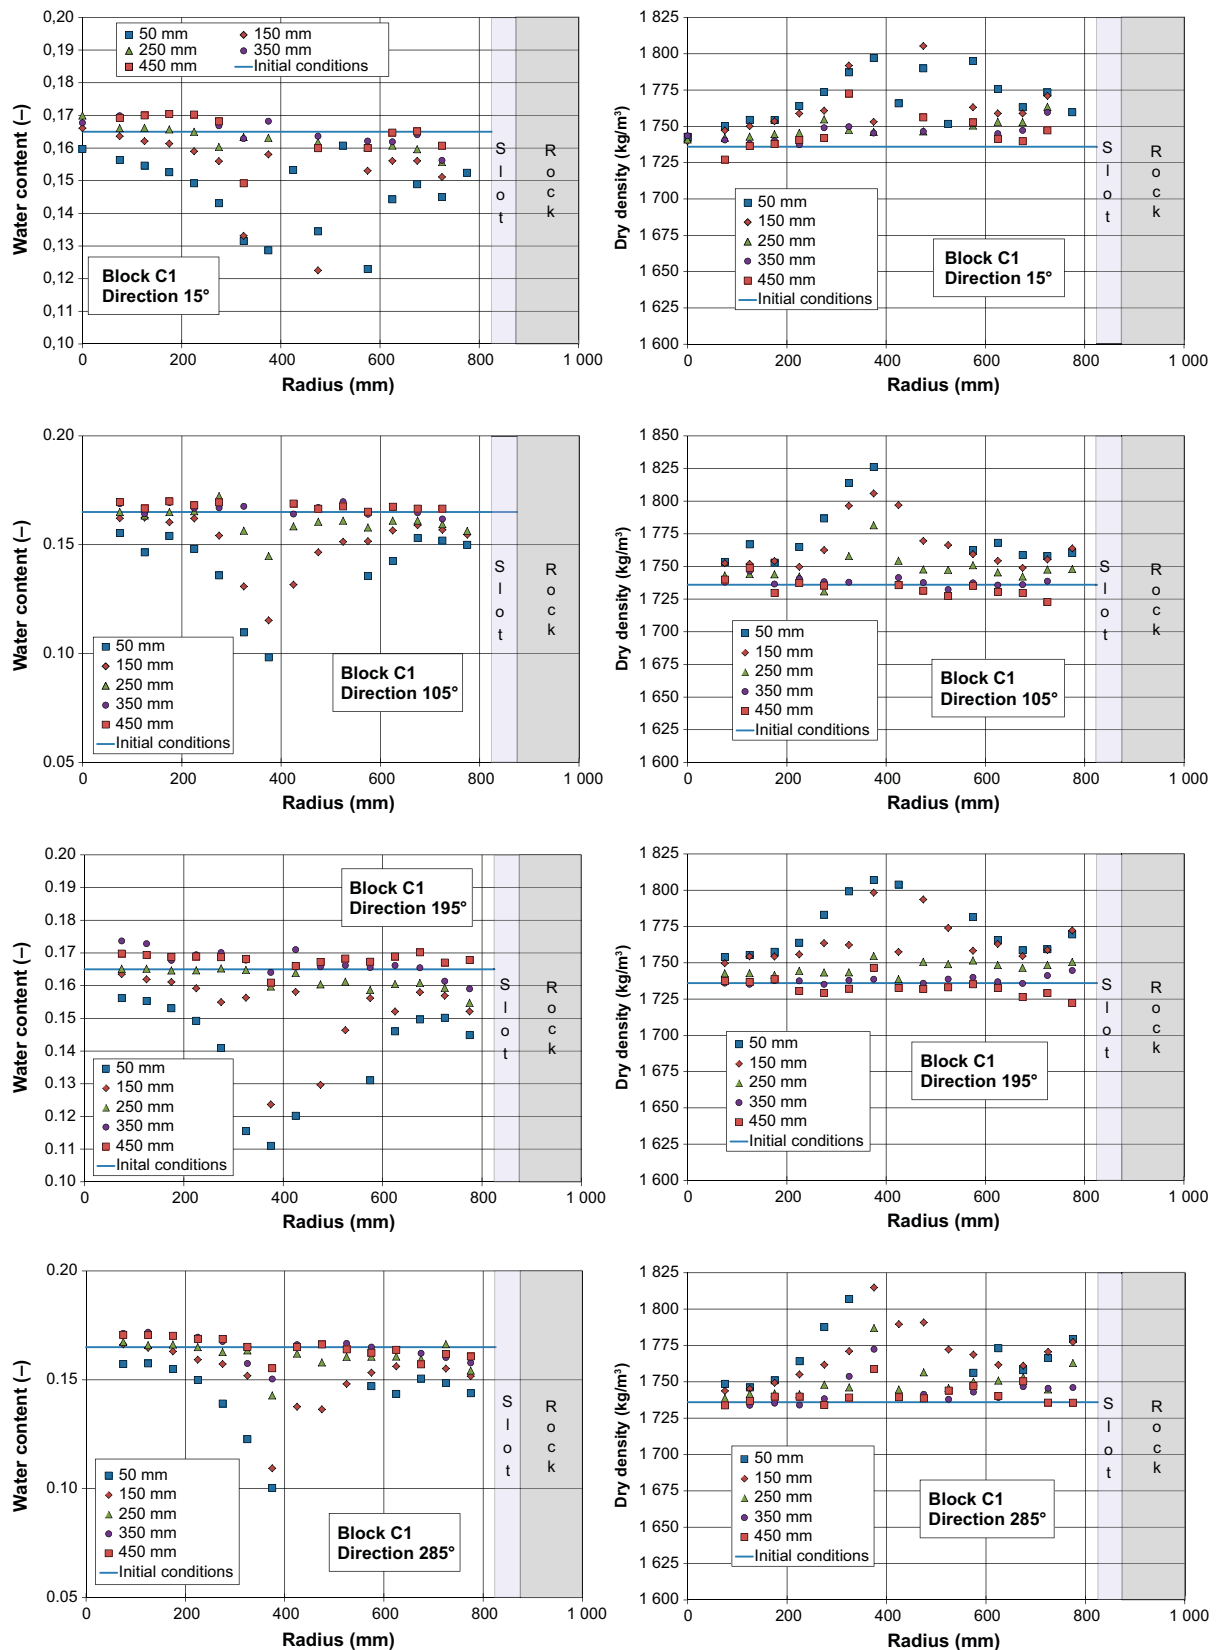 0,20
0,19
0,18
0,17
0,16
0,15
0,14
0,13
0,12
0,11
0,10
Water content (–)
50 mm
150 mm
250 mm
350 mm
450 mm
Initial conditions
Block C1
Direction 15°
Slot
Rock
0
200
400
600
800
1 000
Radius (mm)
1 825
1 800
1 775
1 750
1 725
1 700
1 675
1 650
1 625
1 600
Dry density (kg/m³)
50 mm
150 mm
250 mm
350 mm
450 mm
Initial conditions
Block C1
Direction 15°
Slot
Rock
0
200
400
600
800
1 000
Radius (mm)
0.20
0.15
0.10
0.05
Water content (–)
50 mm
150 mm
250 mm
350 mm
450 mm
Initial conditions
Block C1
Direction 105°
Slot
Rock
0
200
400
600
800
1 000
Radius (mm)
1 850
1 825
1 800
1 775
1 750
1 725
1 700
1 675
1 650
1 625
1 600
Dry density (kg/m³)
50 mm
150 mm
250 mm
350 mm
450 mm
Initial conditions
Block C1
Direction 105°
Slot
Rock
0
200
400
600
800
1 000
Radius (mm)
0.20
0.19
0.18
0.17
0.16
0.15
0.14
0.13
0.12
0.11
0.10
Water content (–)
Block C1
Direction 195°
50 mm
150 mm
250 mm
350 mm
450 mm
Inital conditions
Slot
Rock
0
200
400
600
800
1 000
Radius (mm)
1 825
1 800
1 775
1 750
1 725
1 700
1 675
1 650
1 625
1 600
Dry density (kg/m³)
50 mm
150 mm
250 mm
350 mm
450 mm
Initial conditions
Block C1
Direction 195°
Slot
Rock
0
200
400
600
800
1 000
Radius (mm)
0.20
0.15
0.10
0.05
Water content (–)
50 mm
150 mm
250 mm
350 mm
450 mm
Initial conditions
Block C1
Direction 285°
Slot
Rock
0
200
400
600
800
1 000
Radius (mm)
1 825
1 800
1 775
1 750
1 725
1 700
1 675
1 650
1 625
1 600
Dry density (kg/m³)
50 mm
150 mm
250 mm
350 mm
450 mm
Initial conditions
Block C1
Direction 285°
Slot
Rock
0
200
400
600
800
1 000
Radius (mm)